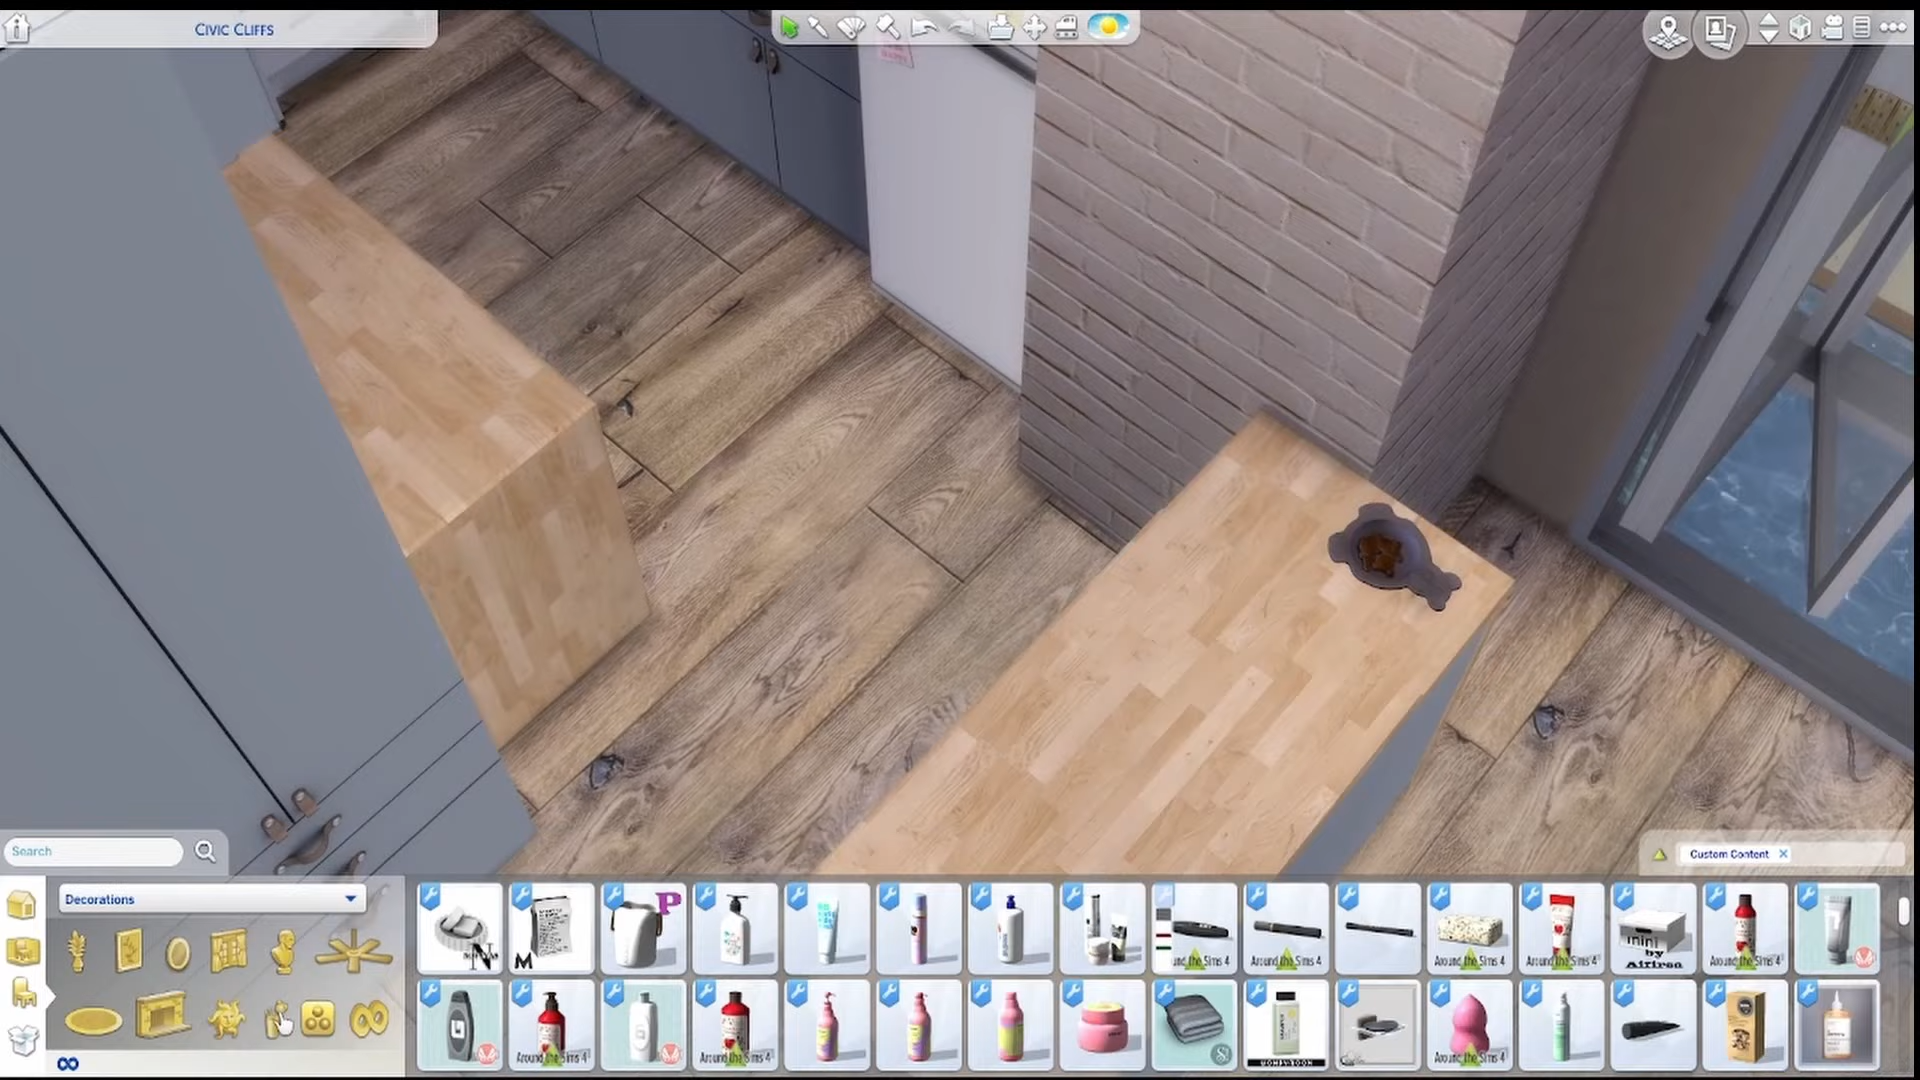 CIVIC CLIFFS
Search
Custom Content
Decorations
N
M
P
Around the Sims 4
Around the Sims 4
Around the Sims 4
Around the Sims 4
mini
by
Around the Sims 4
Around the Sims 4
Around the Sims 4
Around the Sims 4